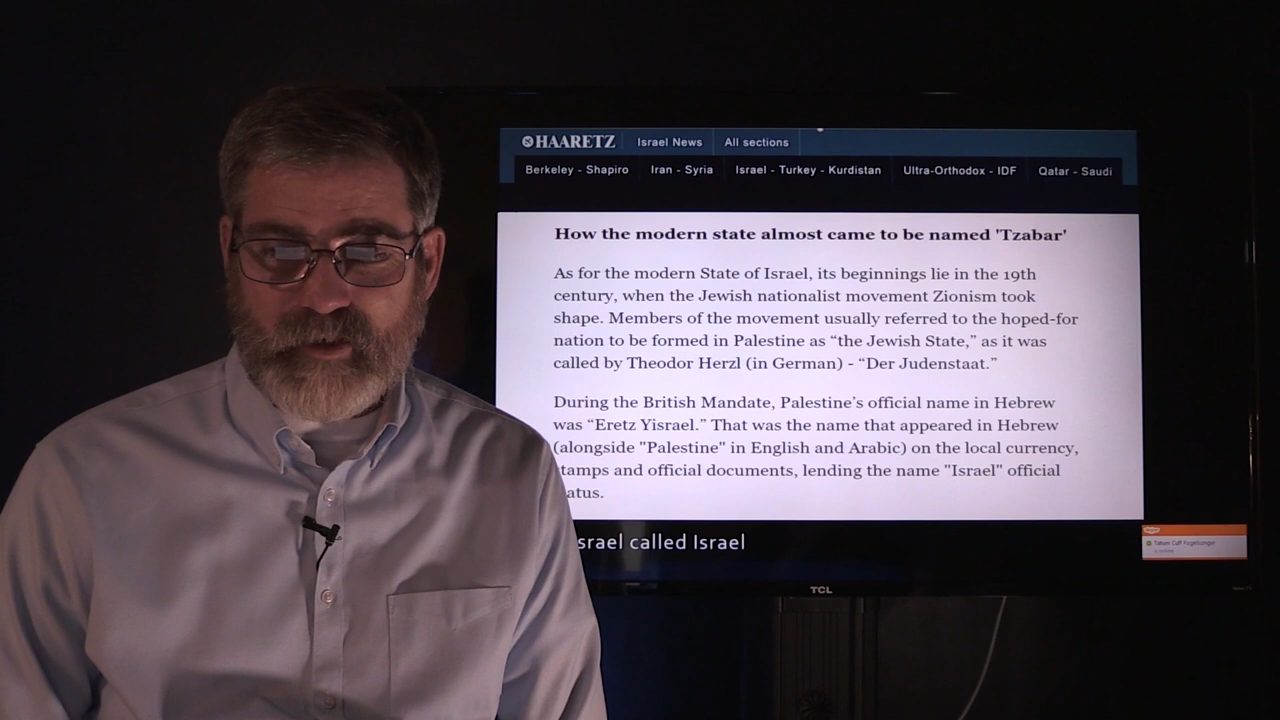 HAARETZ Israel News All sections
Berkeley - Shapiro Iran - Syria Israel - Turkey - Kurdistan Ultra-Orthodox - IDF Qatar - Saudi
How the modern state almost came to be named 'Tzabar'
As for the modern State of Israel, its beginnings lie in the 19th
century, when the Jewish nationalist movement Zionism took
shape. Members of the movement usually referred to the hoped-for
nation to be formed in Palestine as “the Jewish State,” as it was
called by Theodor Herzl (in German) - “Der Judenstaat.”
During the British Mandate, Palestine’s official name in Hebrew
was “Eretz Yisrael.” That was the name that appeared in Hebrew
(alongside "Palestine" in English and Arabic) on the local currency,
tamps and official documents, lending the name "Israel" official
atus.
srael called Israel
TCL